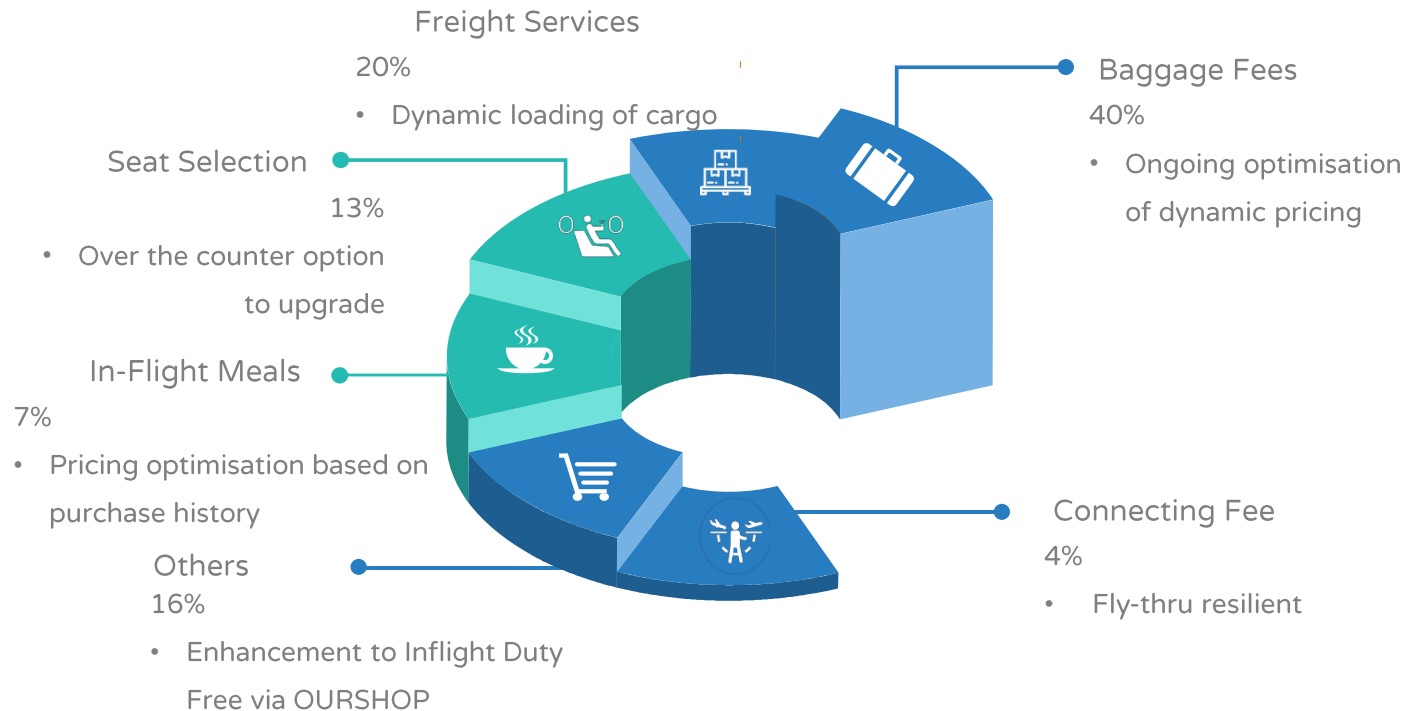 Freight Services
20%
• Dynamic loading of cargo
Baggage Fees
40%
• Ongoing optimisation
of dynamic pricing
Seat Selection
13%
• Over the counter option
to upgrade
In-Flight Meals
7%
• Pricing optimisation based on
purchase history
Others
16%
• Enhancement to Inflight Duty
Free via OURSHOP
Connecting Fee
4%
• Fly-thru resilient